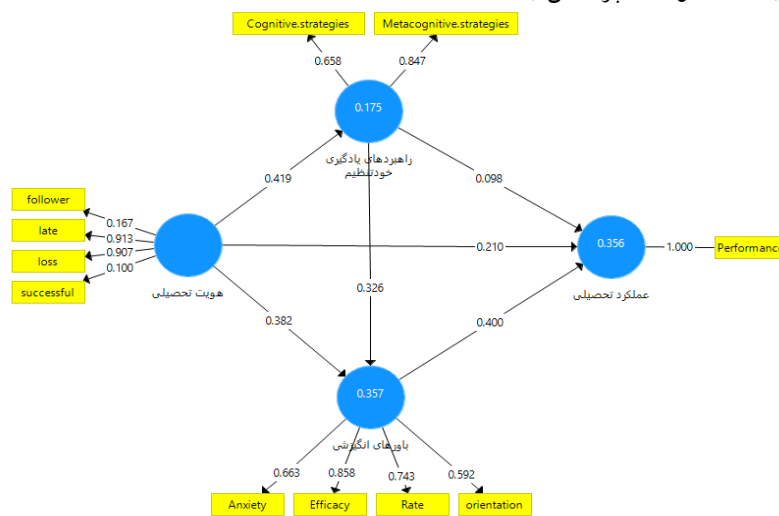 Cognitive.strategies
Metacognitive.strategies
0.658
0.847
0.175
راهبردهای یادگیری
خودتنظیم
0.419
0.098
follower
0.167
late
0.913
loss
0.907
successful
0.100
هویت تحصیلی
0.210
0.356
1.000
Performance
عملکرد تحصیلی
0.326
0.382
0.400
0.357
باورهای انگیزشی
0.663
0.858
0.743
0.592
Anxiety
Efficacy
Rate
orientation